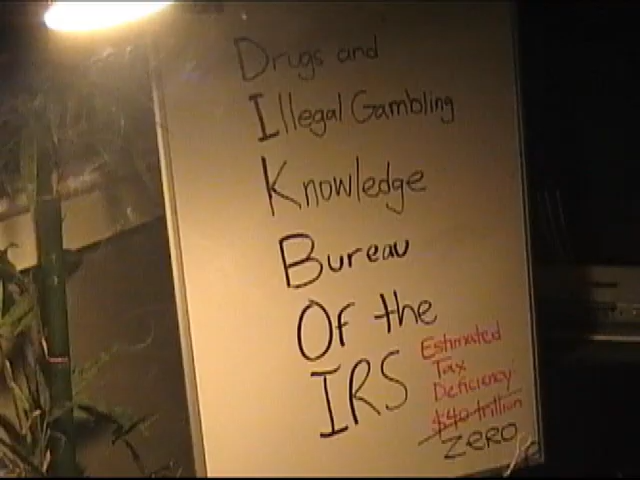 Drugs and
Illegal Gambling
Knowledge
Bureau
Of the
IRS
Estimated
Tax
Deficiency:
$40 trillion
ZERO